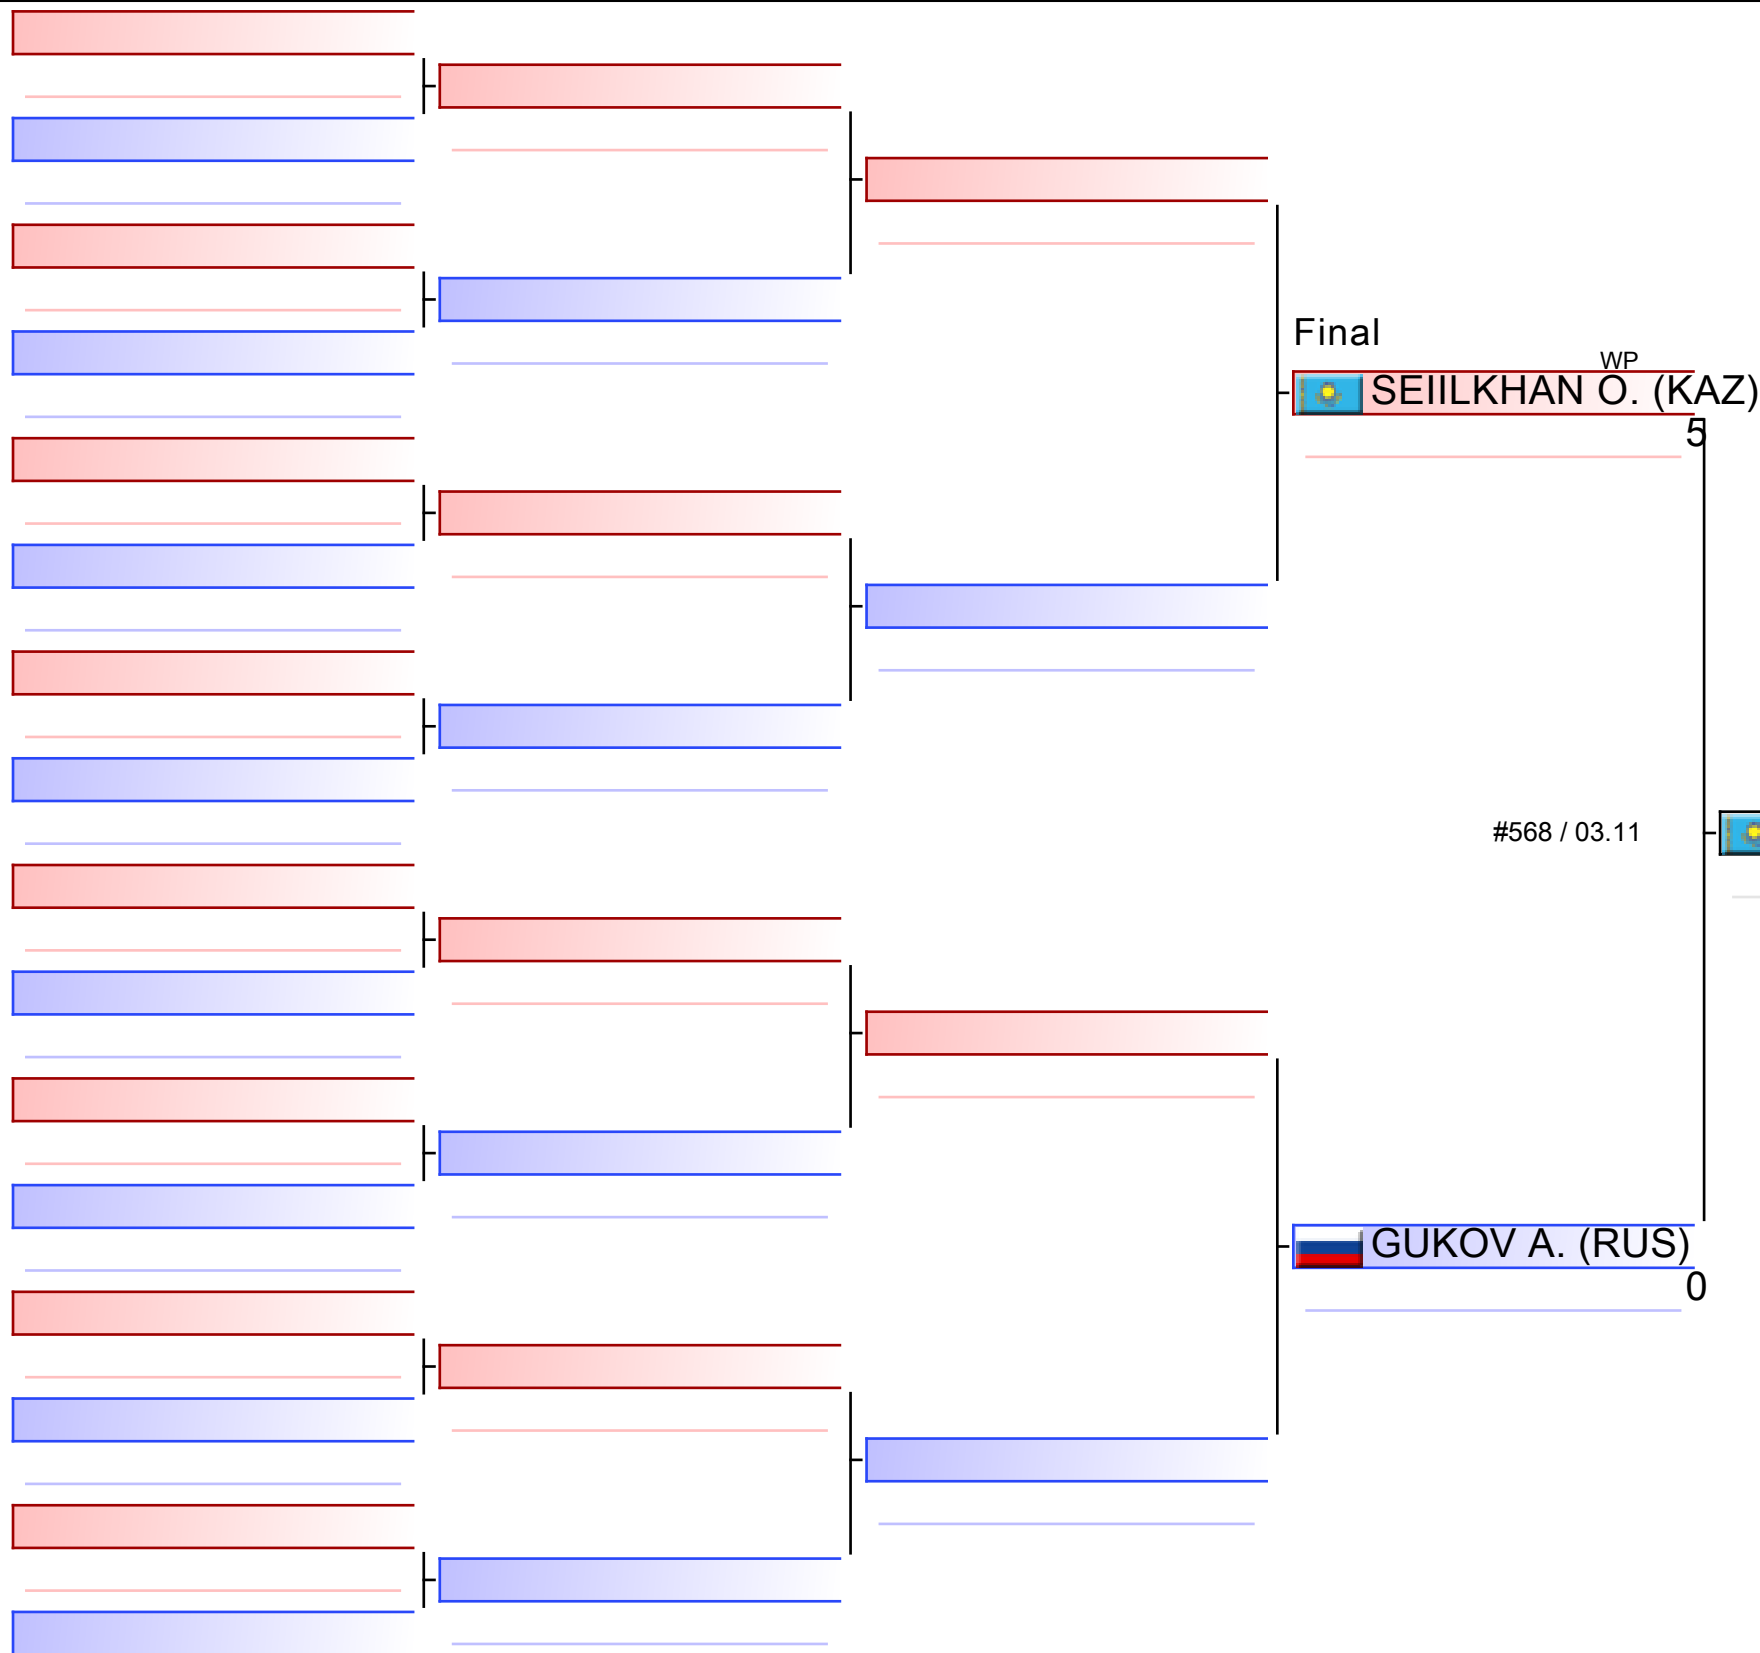 Final
WP
SEIILKHAN O. (KAZ)
5
#568 / 03.11
GUKOV A. (RUS)
0